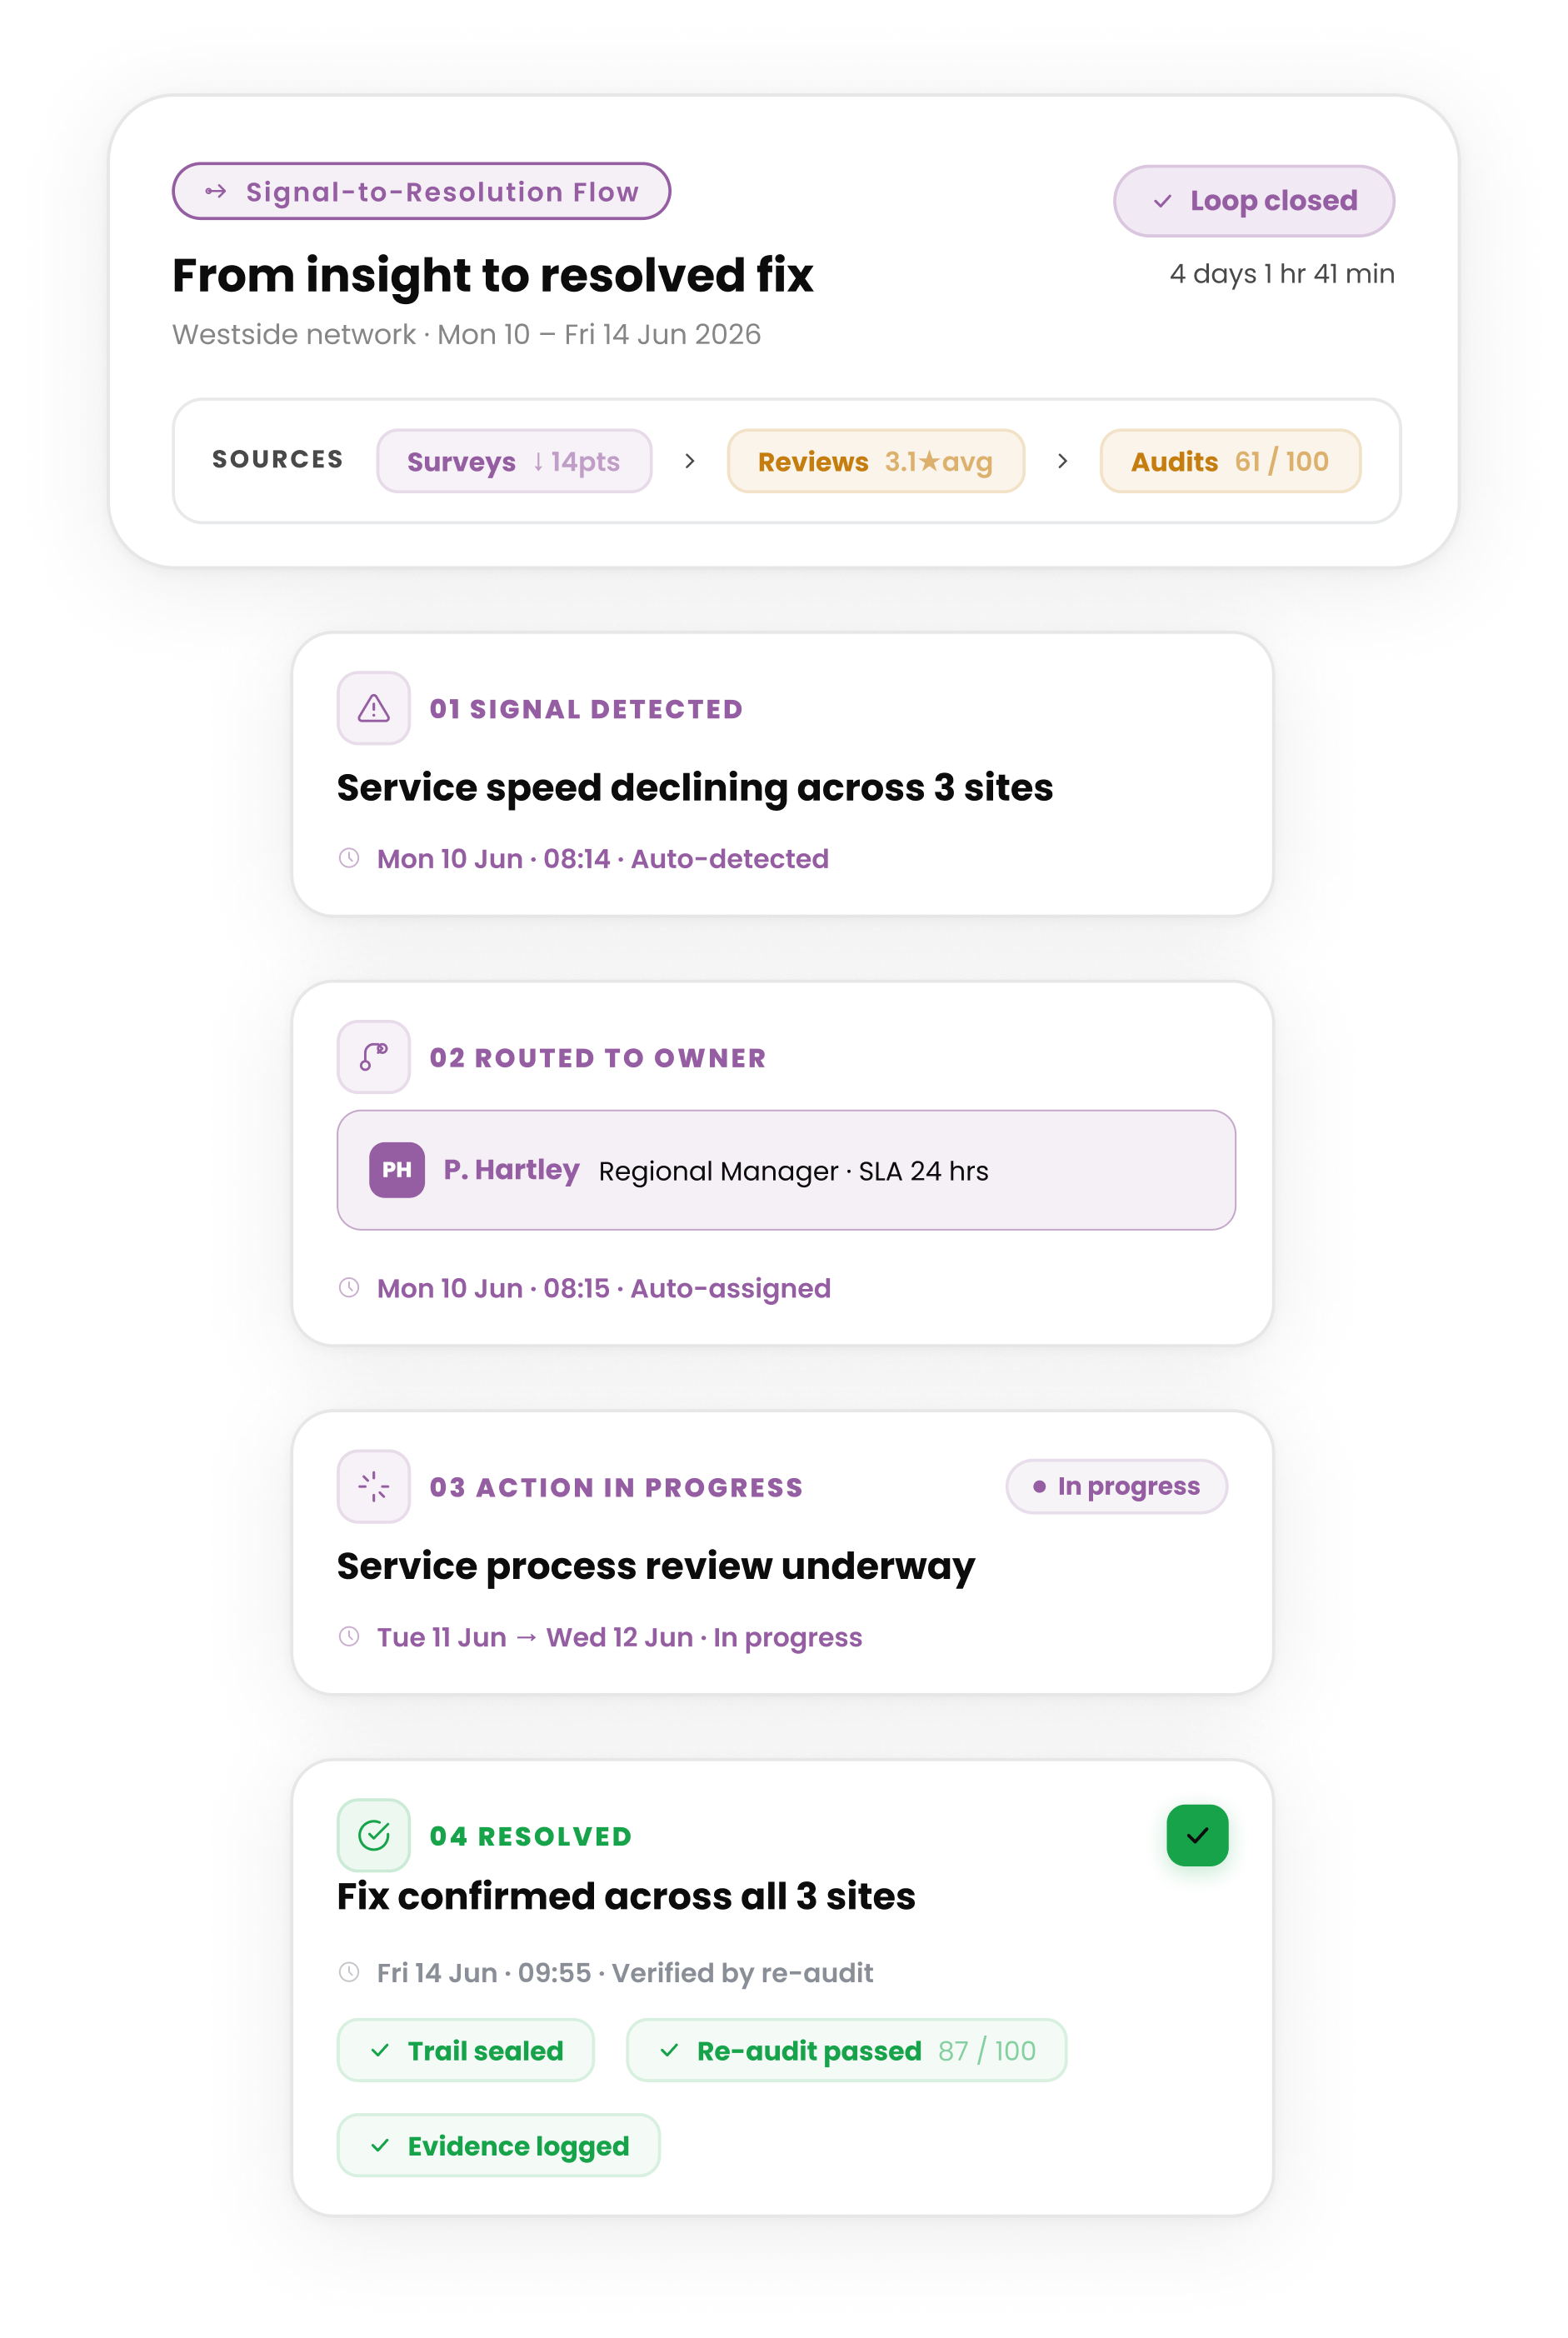 Signal-to-Resolution Flow
Loop closed
From insight to resolved fix
4 days 1 hr 41 min
Westside network · Mon 10 – Fri 14 Jun 2026
SOURCES Surveys ↓14pts › Reviews 3.1★avg › Audits 61 / 100
01 SIGNAL DETECTED
Service speed declining across 3 sites
Mon 10 Jun · 08:14 · Auto-detected
02 ROUTED TO OWNER
PH P. Hartley Regional Manager · SLA 24 hrs
Mon 10 Jun · 08:15 · Auto-assigned
03 ACTION IN PROGRESS In progress
Service process review underway
Tue 11 Jun → Wed 12 Jun · In progress
04 RESOLVED
Fix confirmed across all 3 sites
Fri 14 Jun · 09:55 · Verified by re-audit
Trail sealed Re-audit passed 87 / 100
Evidence logged